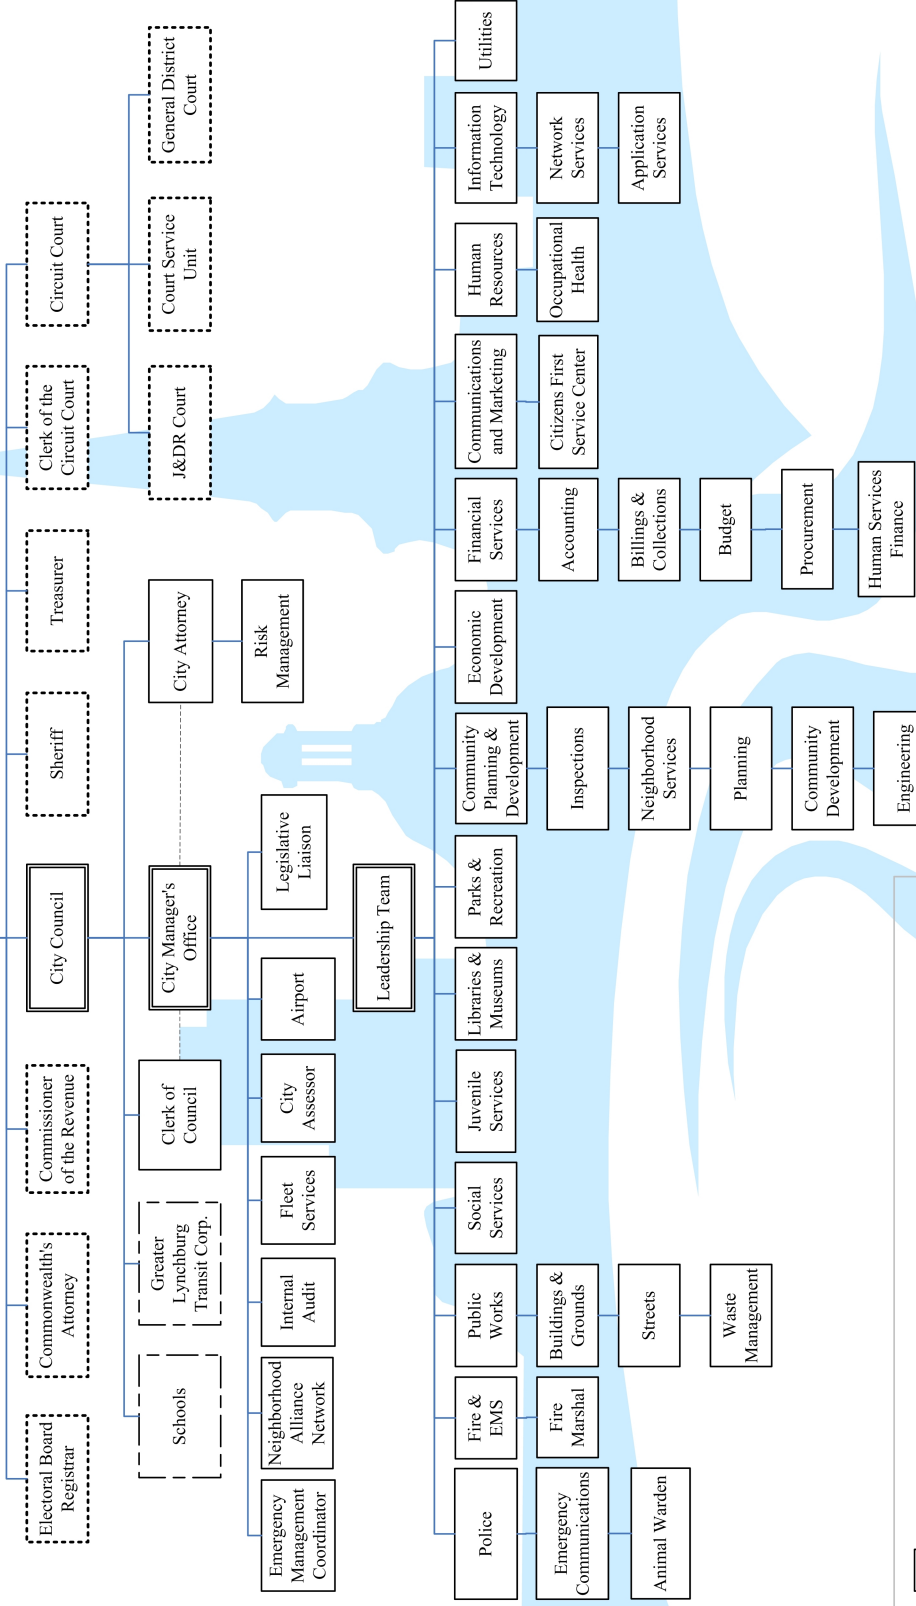 Electoral Board
Registrar
Commonwealth's
Attorney
Commissioner
of the Revenue
City Council
Sheriff
Treasurer
Clerk of the
Circuit Court
Circuit Court
Schools
Greater
Lynchburg
Transit Corp.
Clerk of
Council
City Manager's
Office
City Attorney
J&DR Court
Court Service
Unit
General District
Court
Risk
Management
Emergency
Management
Coordinator
Neighborhood
Alliance
Network
Internal
Audit
Fleet
Services
City
Assessor
Airport
Legislative
Liaison
Leadership Team
Police
Fire &
EMS
Public
Works
Social
Services
Juvenile
Services
Libraries &
Museums
Parks &
Recreation
Community
Planning &
Development
Economic
Development
Financial
Services
Communications
and Marketing
Human
Resources
Information
Technology
Utilities
Emergency
Communications
Fire
Marshal
Buildings &
Grounds
Inspections
Accounting
Citizens First
Service Center
Occupational
Health
Network
Services
Animal Warden
Streets
Neighborhood
Services
Billings &
Collections
Application
Services
Waste
Management
Planning
Budget
Community
Development
Procurement
Engineering
Human Services
Finance